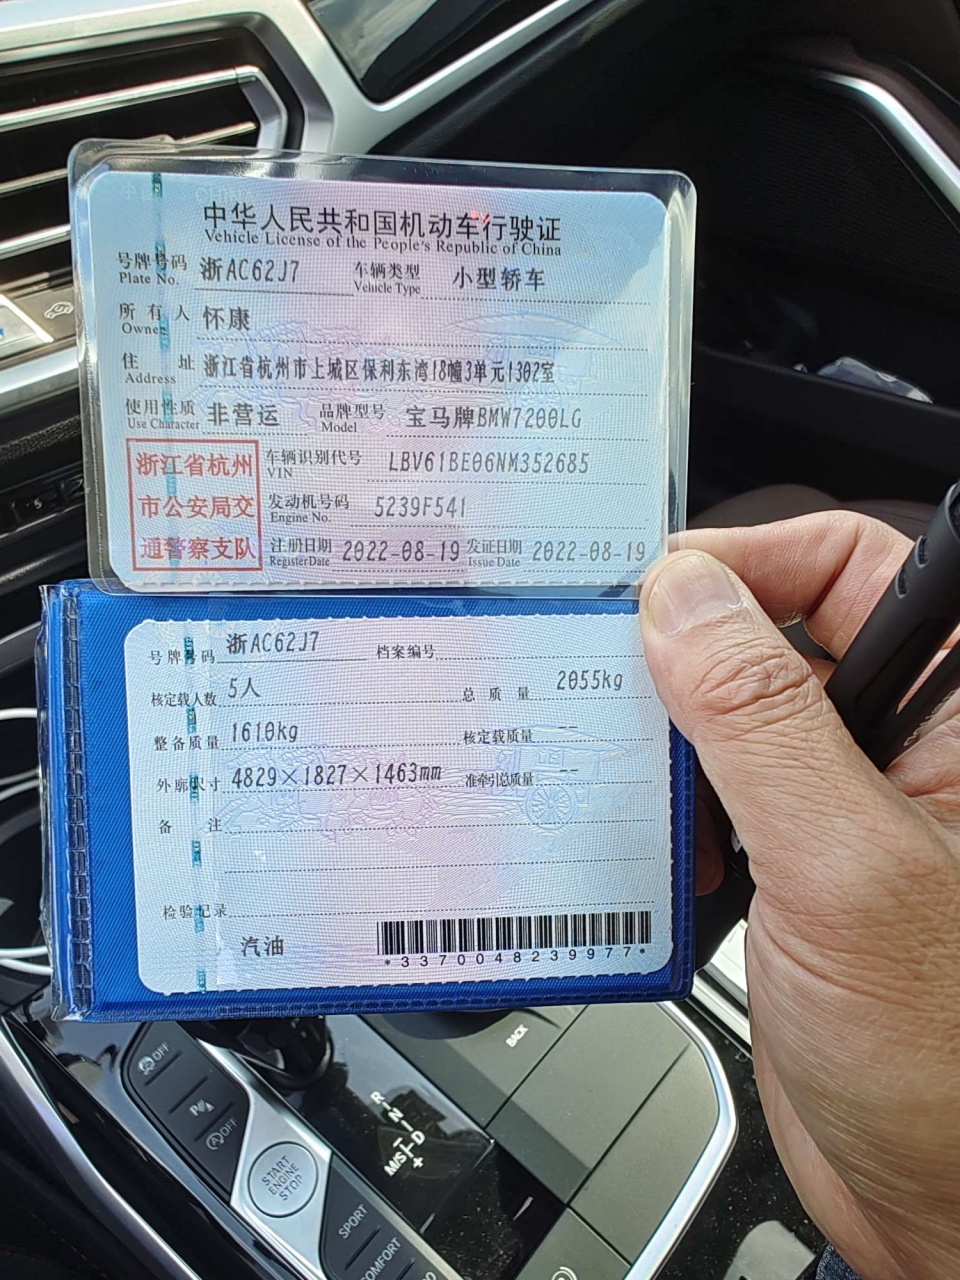 中华人民共和国机动车行驶证
Vehicle License of the People's Republic of China
号牌号码 浙AC62J7 车辆类型 小型轿车
Plate No. Vehicle Type
所有人 怀康
Owner
住址 浙江省杭州市上城区保利东湾18幢3单元1302室
Address
使用性质 非营运 品牌型号 宝马牌BMW7200LG
Use Character Model
浙江省杭州
市公安局交
通警察支队
车辆识别代号 LBV61BE06NM352685
VIN
发动机号码 5239F541
Engine No.
注册日期 2022-08-19 发证日期 2022-08-19
Register Date Issue Date
号牌号码 浙AC62J7 档案编号
核定载人数 5人 总质量 2055kg
整备质量 1610kg 核定载质量 --
外廓尺寸 4829×1827×1463mm 准牵引总质量 --
备注
检验记录
汽油
*3370048239977*
BACK
OFF
OFF
R
N
D
M/S
+
START
ENGINE
STOP
SPORT
COMFORT